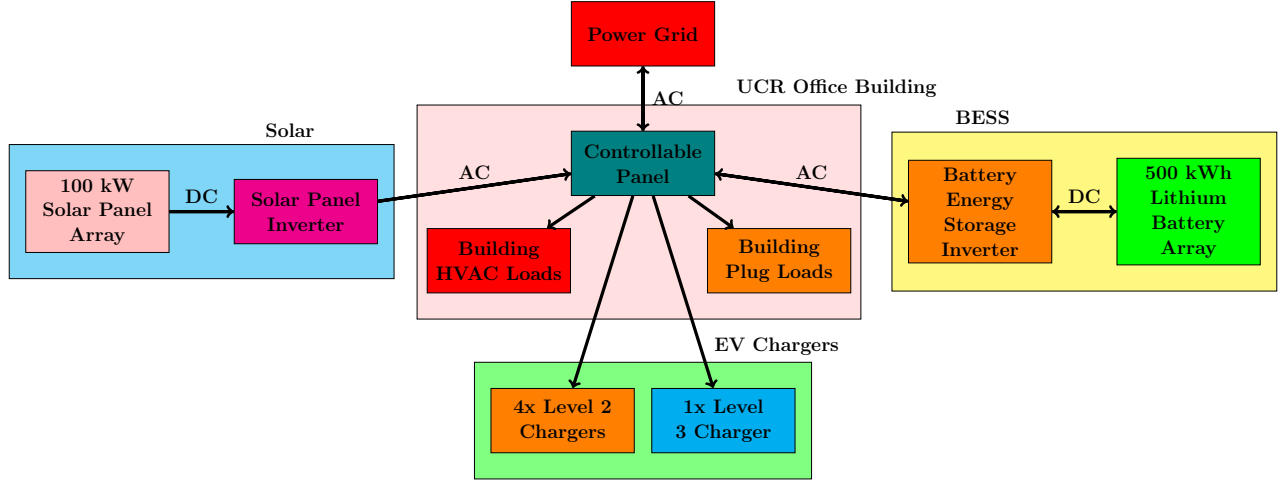 Power Grid
AC
UCR Office Building
Solar
BESS
100 kW
Solar Panel
Array
DC
Solar Panel
Inverter
AC
Controllable
Panel
AC
Battery
Energy
Storage
Inverter
DC
500 kWh
Lithium
Battery
Array
Building
HVAC Loads
Building
Plug Loads
EV Chargers
4x Level 2
Chargers
1x Level
3 Charger